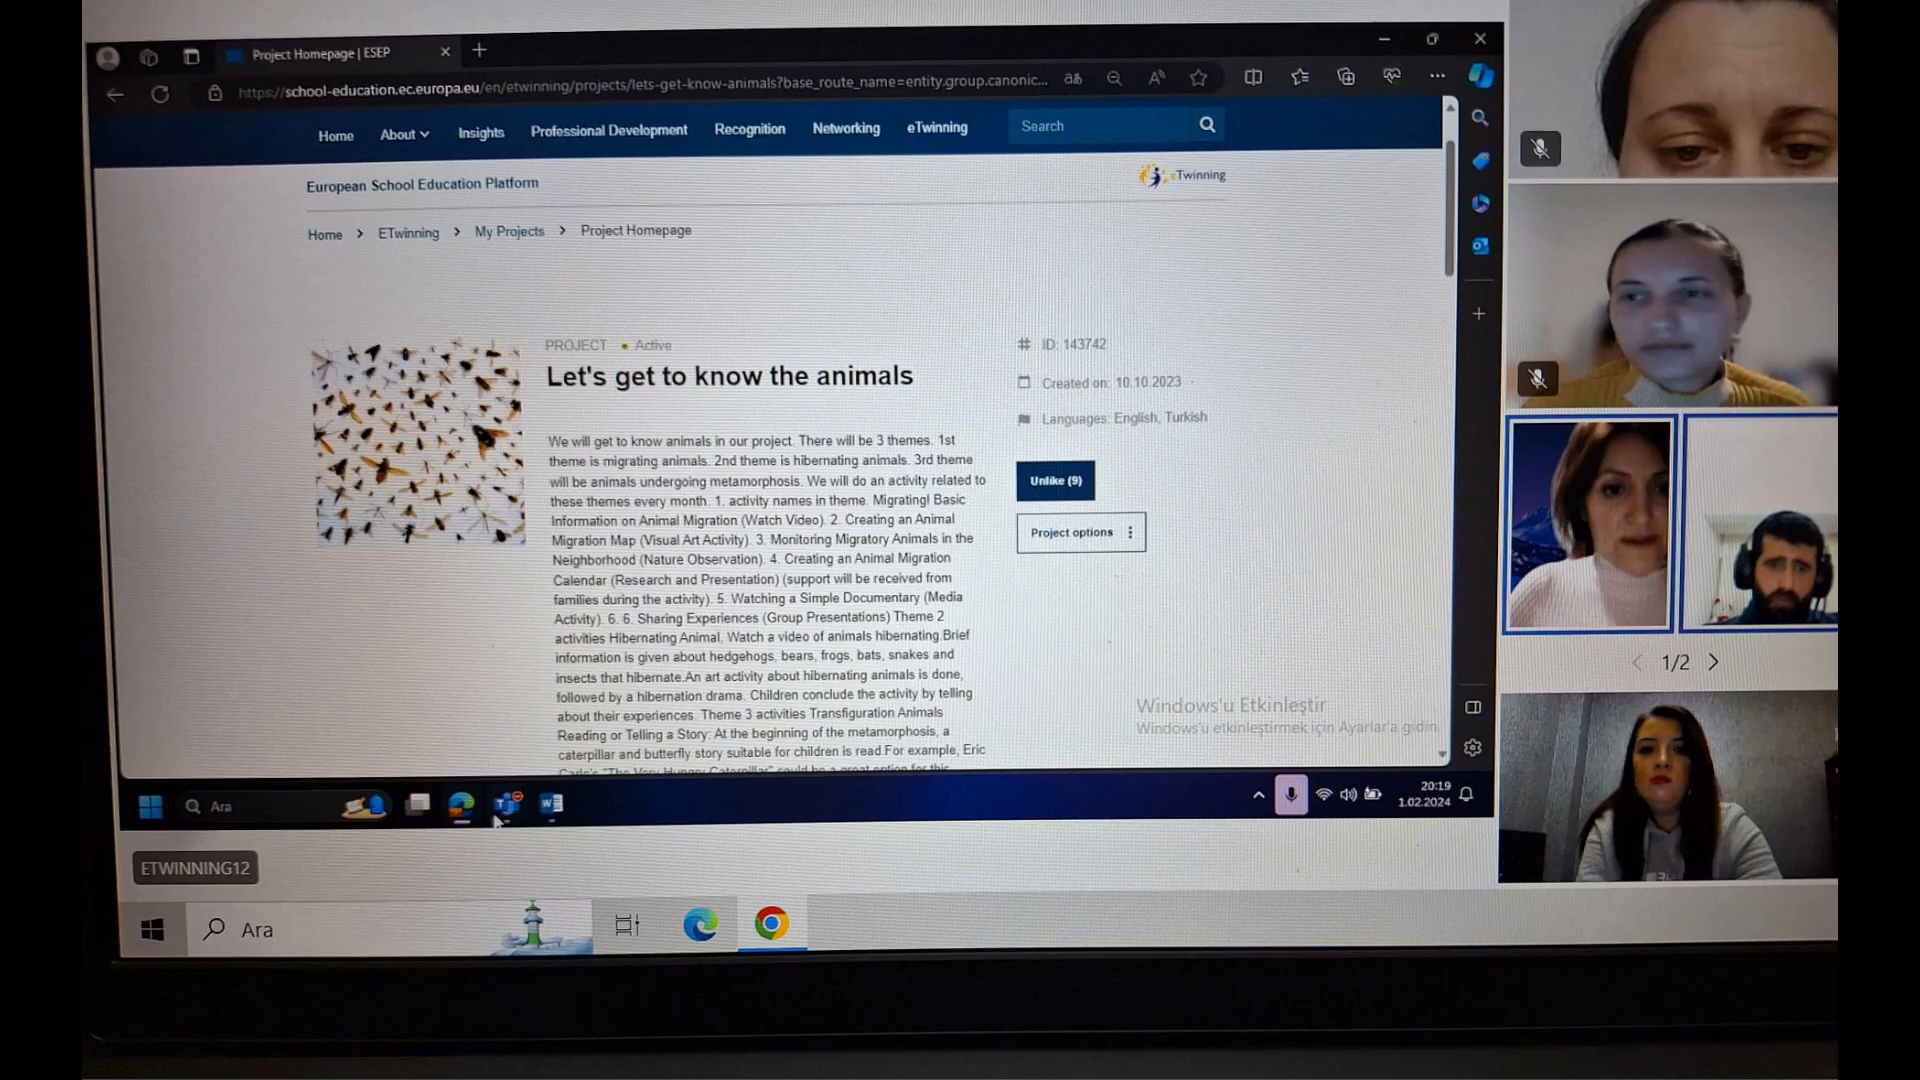 Project Homepage | ESEP
https://school-education.ec.europa.eu/en/etwinning/projects/lets-get-know-animals?base_route_name=entity.group.canonic...
Home About Insights Professional Development Recognition Networking eTwinning Search
European School Education Platform
eTwinning
Home > ETwinning > My Projects > Project Homepage
PROJECT Active
Let's get to know the animals
ID: 143742
Created on: 10.10.2023
Languages: English, Turkish
Unlike (9)
Project options
We will get to know animals in our project. There will be 3 themes. 1st
theme is migrating animals. 2nd theme is hibernating animals. 3rd theme
will be animals undergoing metamorphosis. We will do an activity related to
these themes every month. 1. activity names in theme. Migrating! Basic
Information on Animal Migration (Watch Video). 2. Creating an Animal
Migration Map (Visual Art Activity). 3. Monitoring Migratory Animals in the
Neighborhood (Nature Observation). 4. Creating an Animal Migration
Calendar (Research and Presentation) (support will be received from
families during the activity). 5. Watching a Simple Documentary (Media
Activity). 6. 6. Sharing Experiences (Group Presentations) Theme 2
activities Hibernating Animal, Watch a video of animals hibernating.Brief
information is given about hedgehogs, bears, frogs, bats, snakes and
insects that hibernate.An art activity about hibernating animals is done,
followed by a hibernation drama. Children conclude the activity by telling
about their experiences. Theme 3 activities Transfiguration Animals
Reading or Telling a Story: At the beginning of the metamorphosis, a
caterpillar and butterfly story suitable for children is read.For example, Eric
Carle's "The Very Hungry Caterpillar" could be a great option for this
Windows'u Etkinleştir
Windows'u etkinleştirmek için Ayarlar'a gidin.
1/2
Ara
20:19
1.02.2024
ETWINNING12
Ara